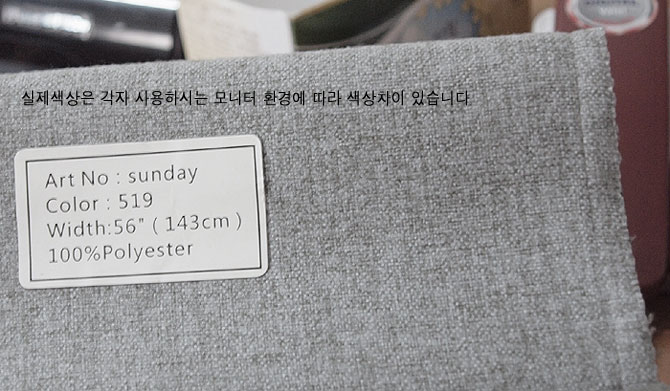 실제색상은 각자 사용하시는 모니터 환경에 따라 색상차이 있습니다
Art No : sunday
Color : 519
Width:56" ( 143cm )
100%Polyester